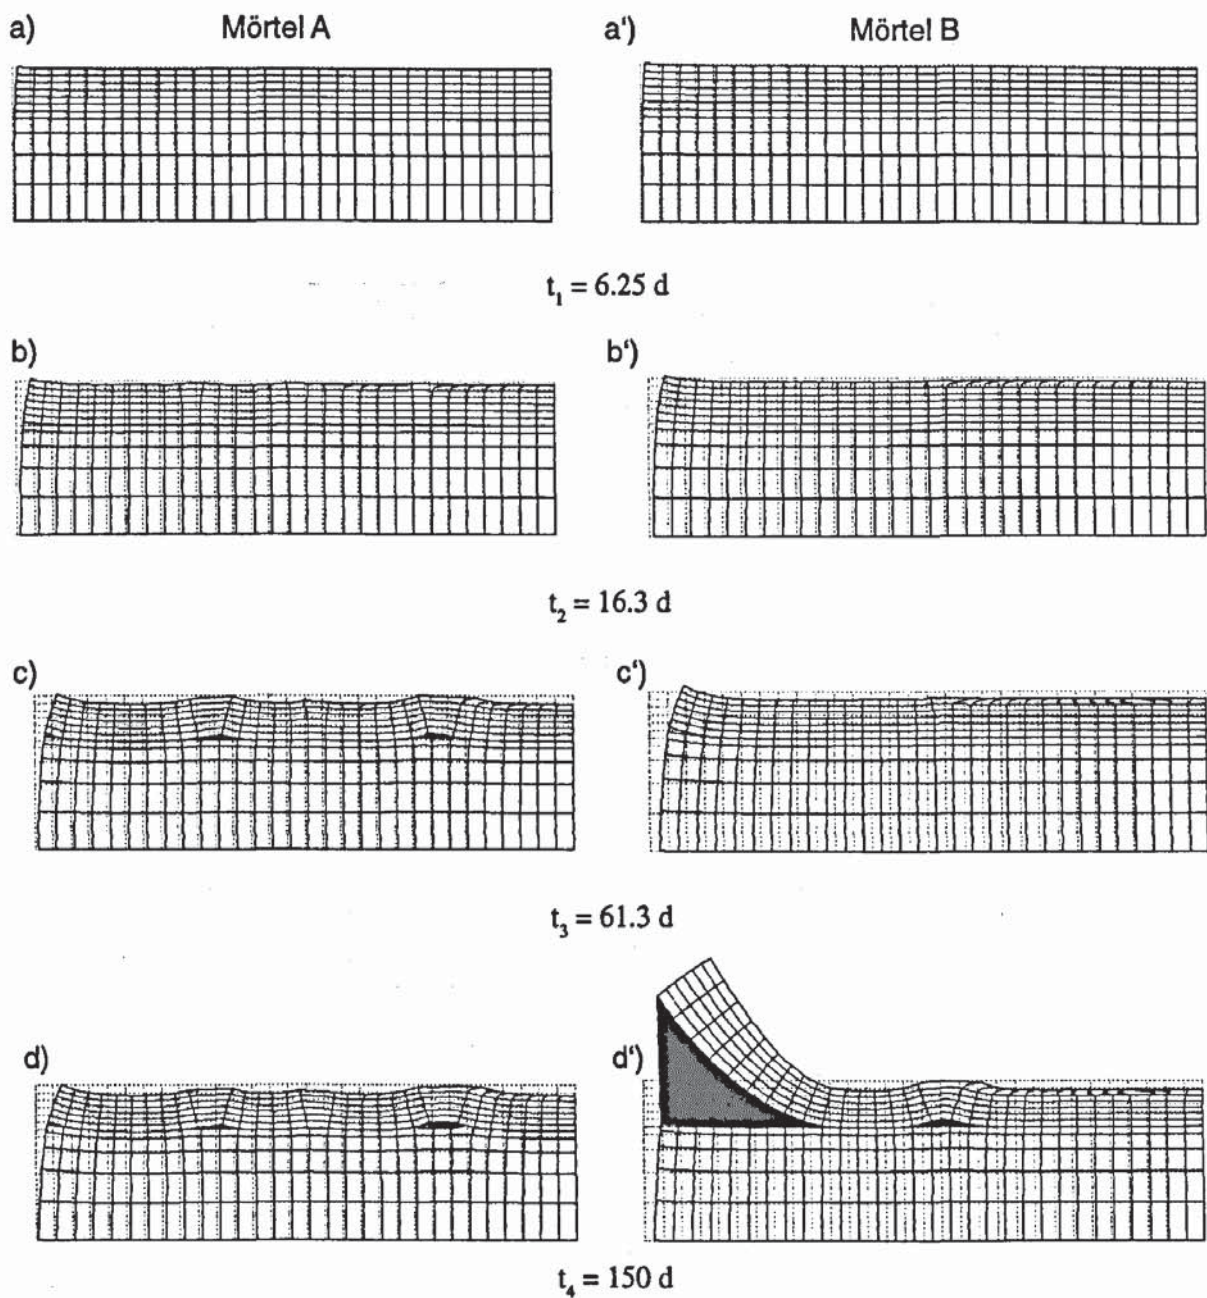 a) Mörtel A a') Mörtel B
t₁ = 6.25 d
b) b')
t₂ = 16.3 d
c) c')
t₃ = 61.3 d
d) d')
t₄ = 150 d